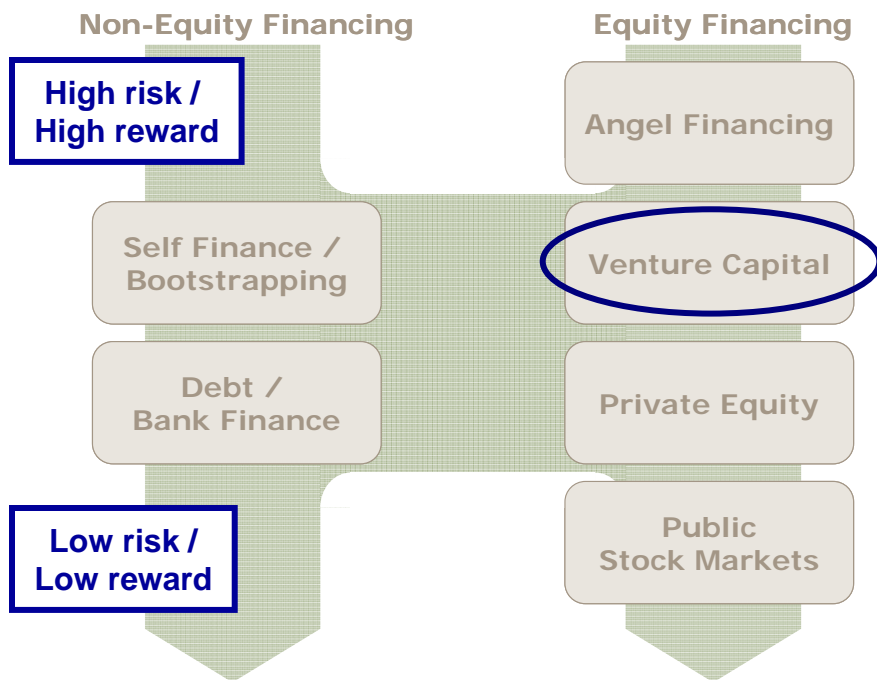 Non-Equity Financing
Equity Financing
High risk /
High reward
Angel Financing
Self Finance /
Bootstrapping
Venture Capital
Debt /
Bank Finance
Private Equity
Low risk /
Low reward
Public
Stock Markets